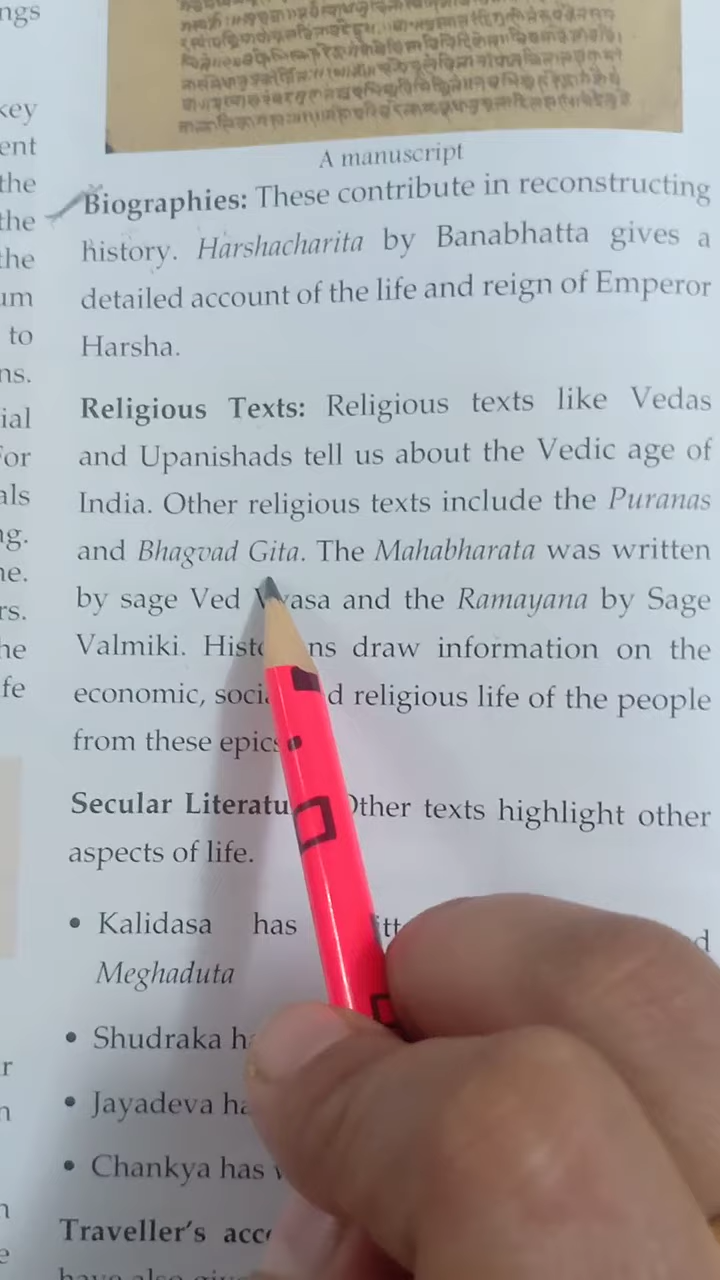 ngs
key
ent
the
the
the
um
to
ns.
ial
For
als
ng.
ne.
rs.
he
fe
r
n
n
e
A manuscript
Biographies: These contribute in reconstructing
history. Harshacharita by Banabhatta gives a
detailed account of the life and reign of Emperor
Harsha.
Religious Texts: Religious texts like Vedas
and Upanishads tell us about the Vedic age of
India. Other religious texts include the Puranas
and Bhagvad Gita. The Mahabharata was written
by sage Ved Vyasa and the Ramayana by Sage
Valmiki. Historians draw information on the
economic, social and religious life of the people
from these epics
Secular Literatu Other texts highlight other
aspects of life.
• Kalidasa has
Meghaduta
• Shudraka ha
• Jayadeva ha
• Chankya has
Traveller's acc
have also